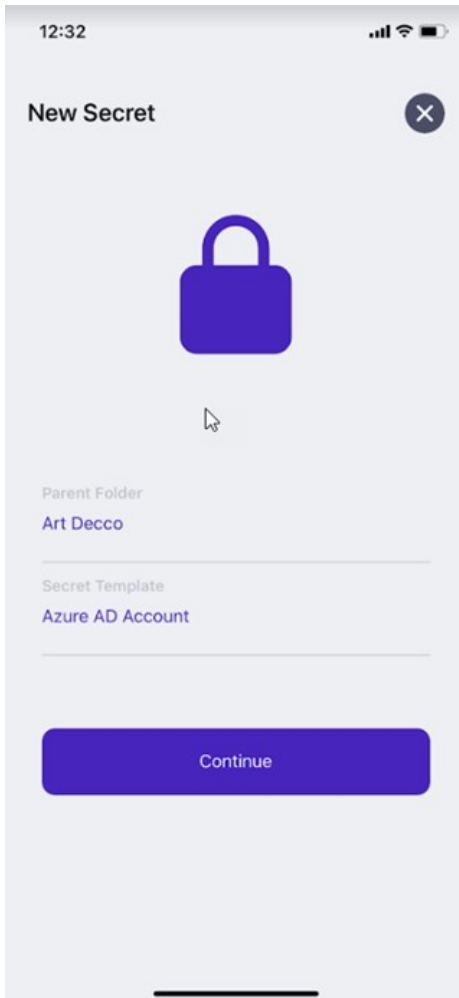 12:32
New Secret
Parent Folder
Art Decco
Secret Template
Azure AD Account
Continue